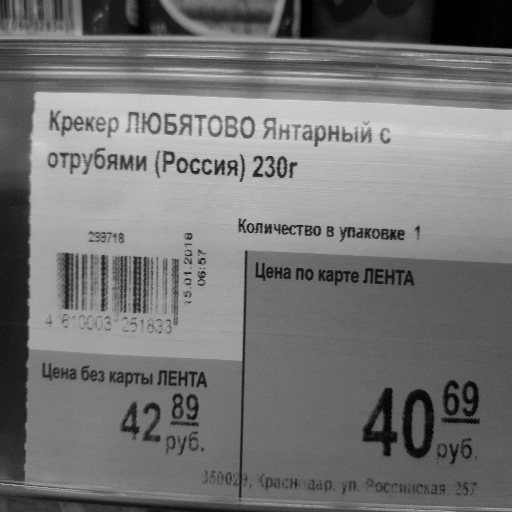 Крекер ЛЮБЯТОВО Янтарный с
отрубями (Россия) 230г
Количество в упаковке 1
299718
15.01.2018
06:57
4 810003 251833
Цена по карте ЛЕНТА
40 69
руб.
Цена без карты ЛЕНТА
42 89
руб.
350029, Краснодар, ул. Российская, 257